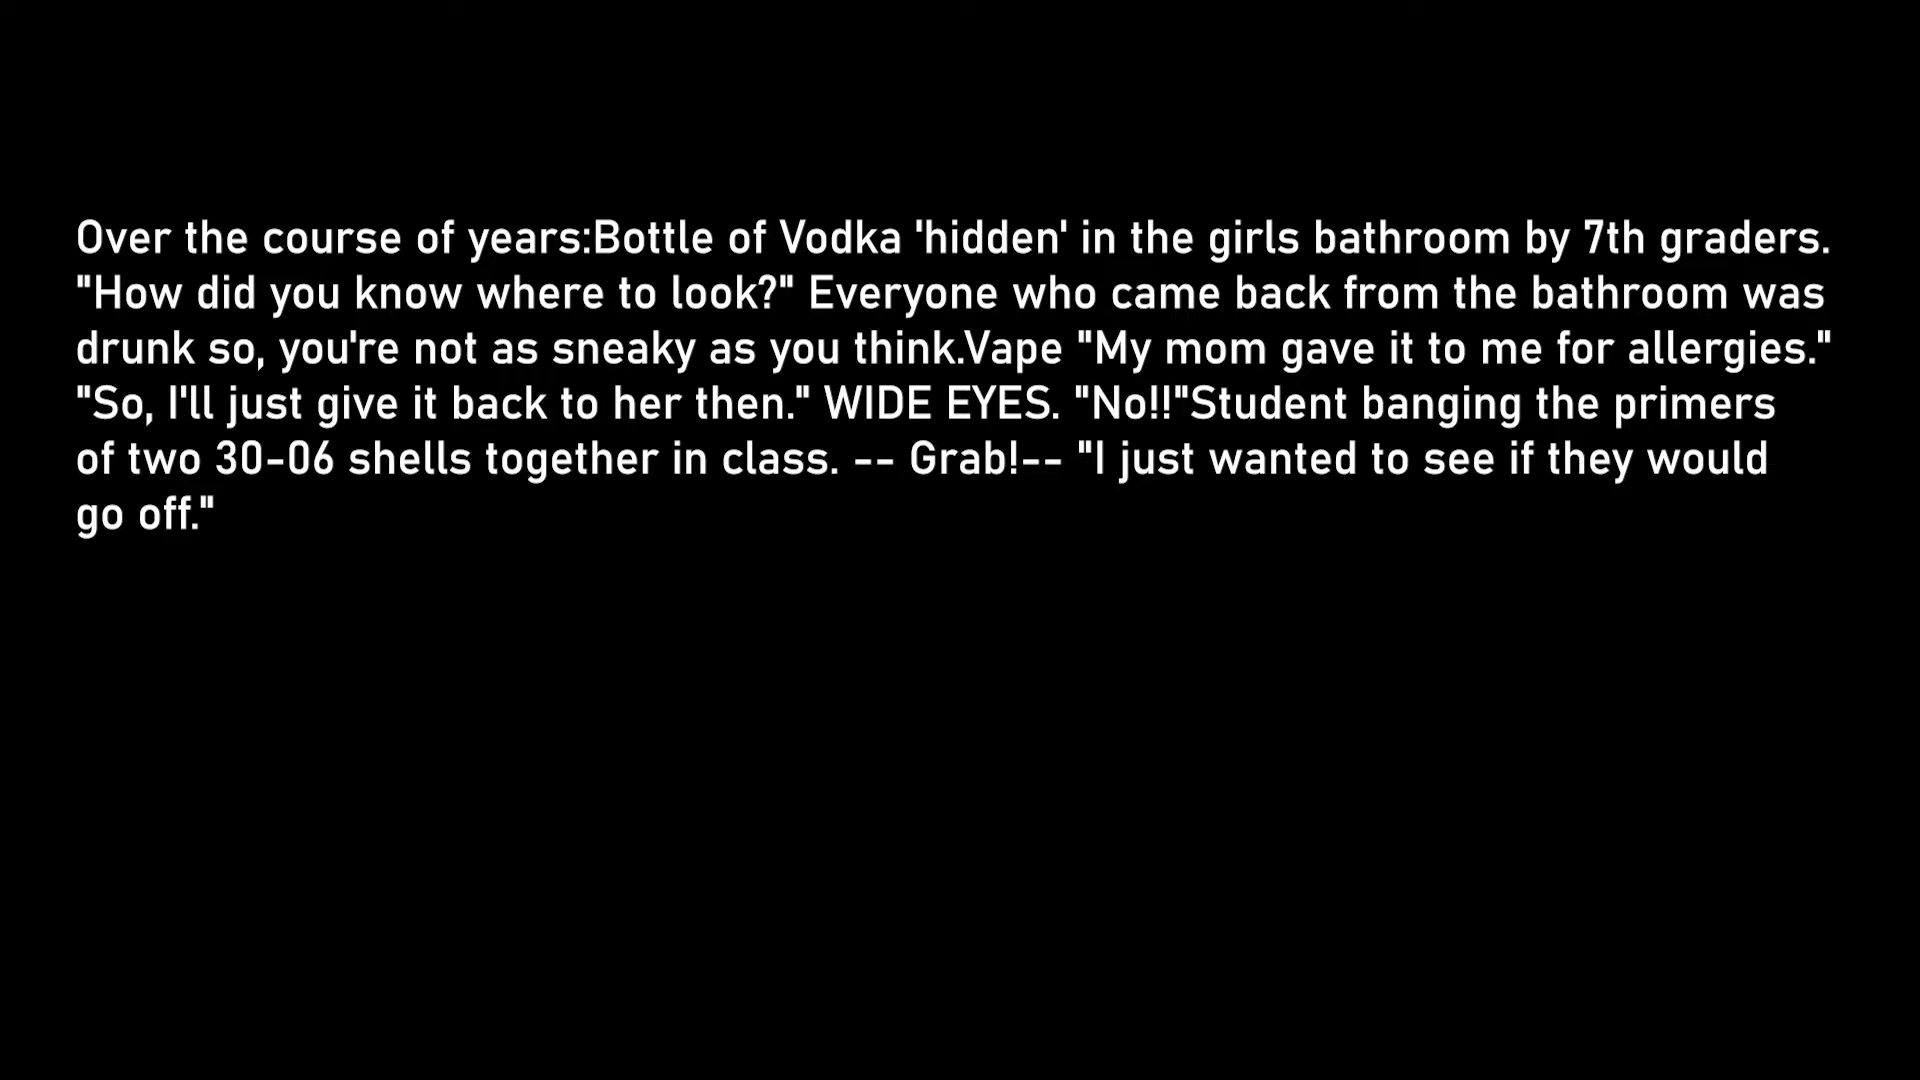 Over the course of years:Bottle of Vodka 'hidden' in the girls bathroom by 7th graders.
"How did you know where to look?" Everyone who came back from the bathroom was
drunk so, you're not as sneaky as you think.Vape "My mom gave it to me for allergies."
"So, I'll just give it back to her then." WIDE EYES. "No!!"Student banging the primers
of two 30-06 shells together in class. -- Grab!-- "I just wanted to see if they would
go off."